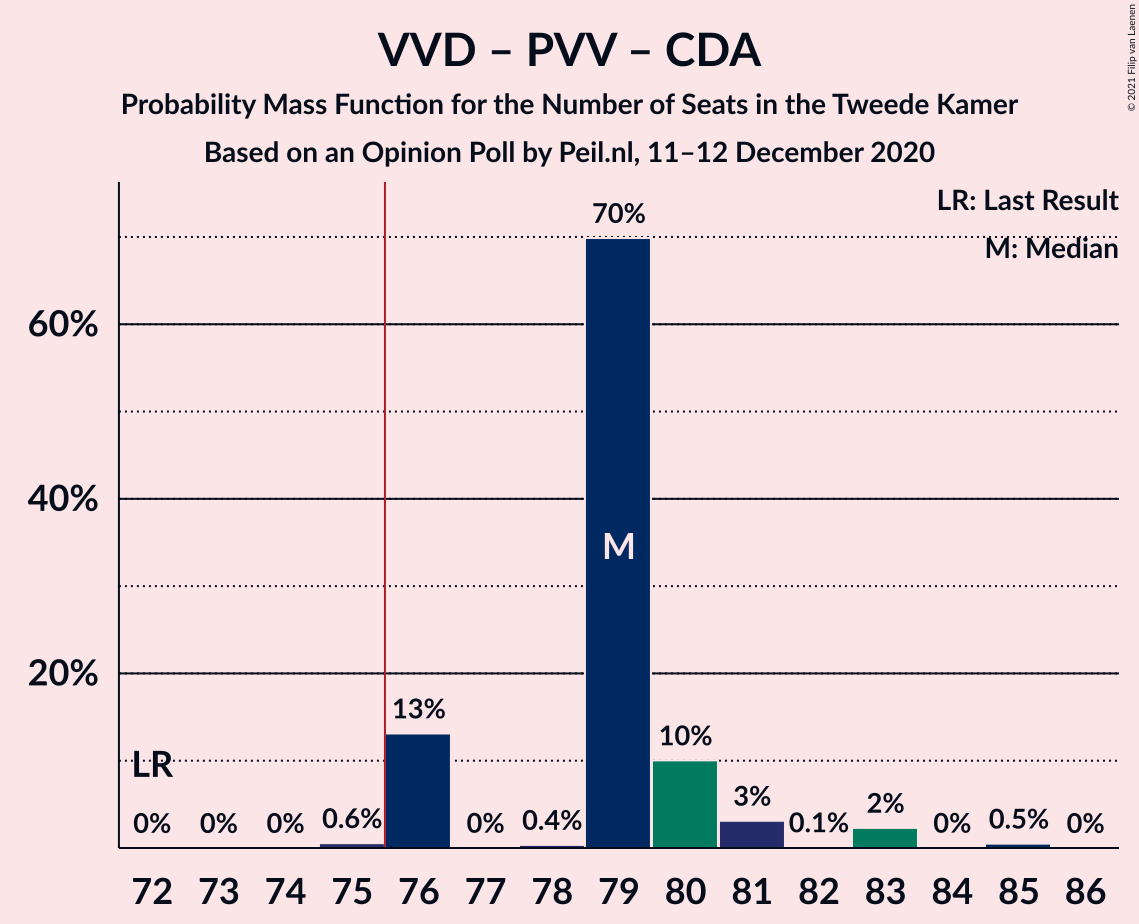 VVD – PVV – CDA
Probability Mass Function for the Number of Seats in the Tweede Kamer
Based on an Opinion Poll by Peil.nl, 11–12 December 2020
© 2021 Filip van Laenen
LR: Last Result
M: Median
60%
40%
20%
70%
M
13%
10%
LR
0% 0% 0% 0.6% 0% 0.4% 3% 0.1% 2% 0% 0.5% 0%
72 73 74 75 76 77 78 79 80 81 82 83 84 85 86